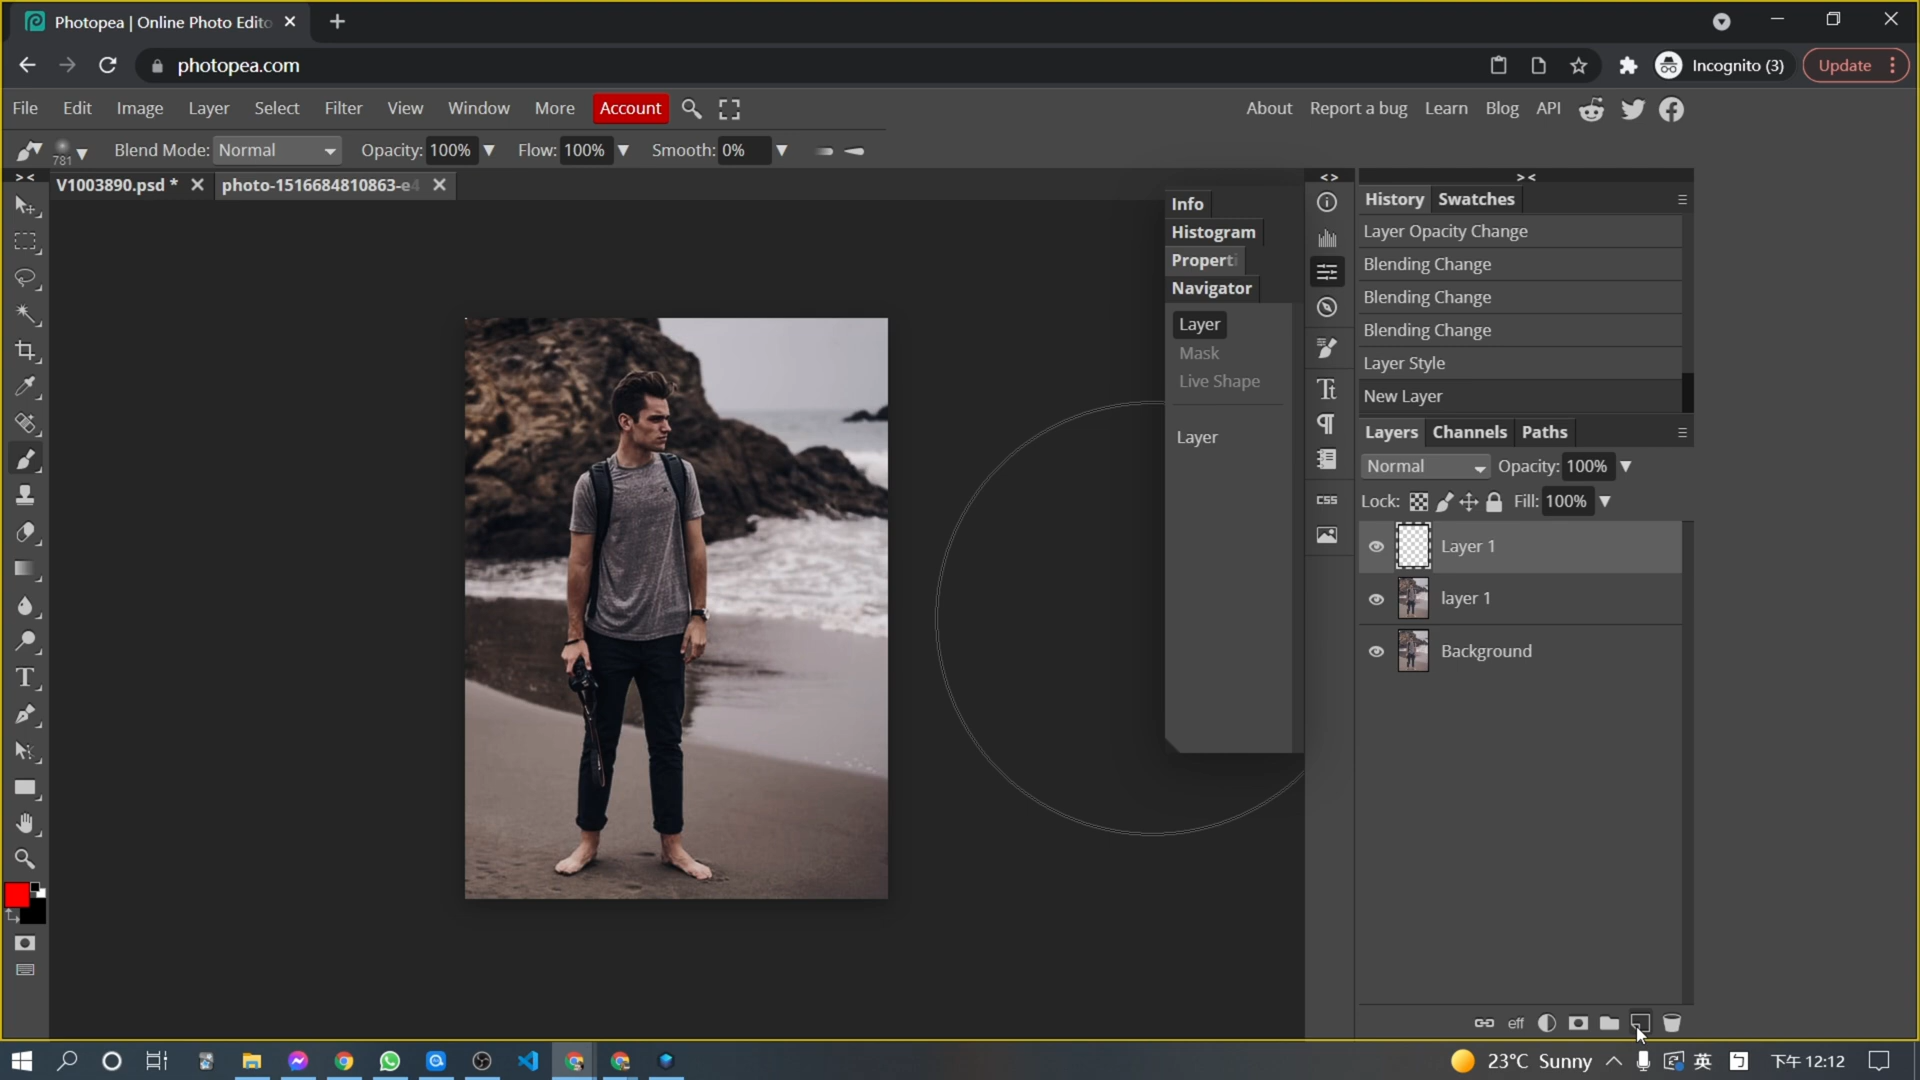 Photopea | Online Photo Edito
photopea.com
Incognito (3)
Update
File Edit Image Layer Select Filter View Window More Account
About Report a bug Learn Blog API
781
Blend Mode: Normal Opacity: 100% Flow: 100% Smooth: 0%
V1003890.psd *
photo-1516684810863-e4
Info
Histogram
Properti
Navigator
Layer
Mask
Live Shape
Layer
CSS
History Swatches
Layer Opacity Change
Blending Change
Blending Change
Blending Change
Layer Style
New Layer
Layers Channels Paths
Normal Opacity: 100%
Lock: Fill: 100%
Layer 1
layer 1
Background
eff
23°C Sunny
英
下午 12:12